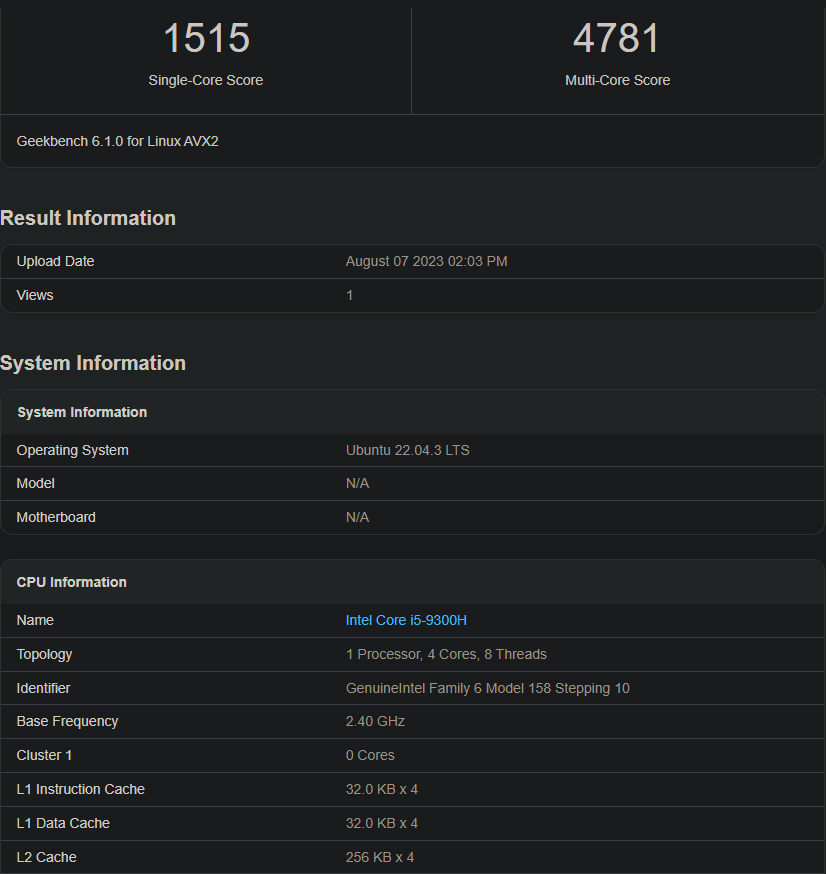 1515
Single-Core Score
4781
Multi-Core Score
Geekbench 6.1.0 for Linux AVX2
Result Information
Upload Date August 07 2023 02:03 PM
Views 1
System Information
System Information
Operating System Ubuntu 22.04.3 LTS
Model N/A
Motherboard N/A
CPU Information
Name Intel Core i5-9300H
Topology 1 Processor, 4 Cores, 8 Threads
Identifier GenuineIntel Family 6 Model 158 Stepping 10
Base Frequency 2.40 GHz
Cluster 1 0 Cores
L1 Instruction Cache 32.0 KB x 4
L1 Data Cache 32.0 KB x 4
L2 Cache 256 KB x 4